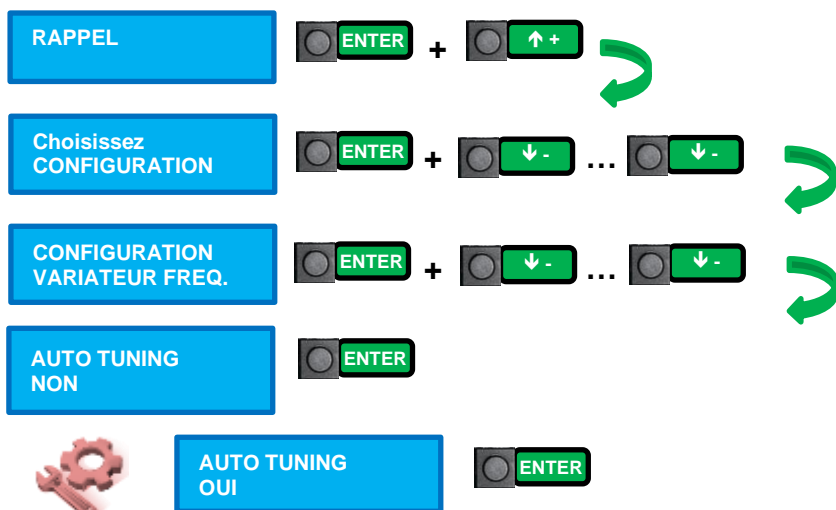 RAPPEL
ENTER + ↑ +
Choisissez
CONFIGURATION
ENTER + ↓ - ... ↓ -
CONFIGURATION
VARIATEUR FREQ.
ENTER + ↓ - ... ↓ -
AUTO TUNING
NON
ENTER
AUTO TUNING
OUI
ENTER